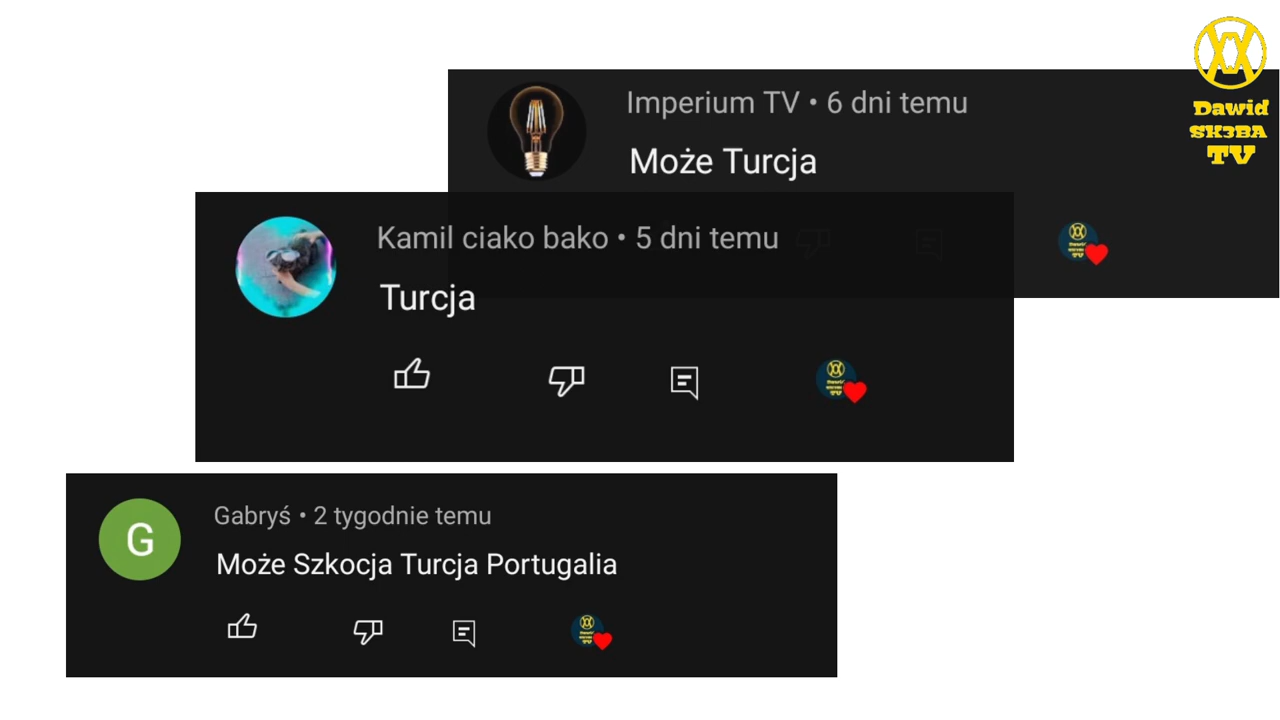 Dawid
SK3BA
TV
Imperium TV • 6 dni temu
Może Turcja
Kamil ciako bako • 5 dni temu
Turcja
G
Gabryś • 2 tygodnie temu
Może Szkocja Turcja Portugalia